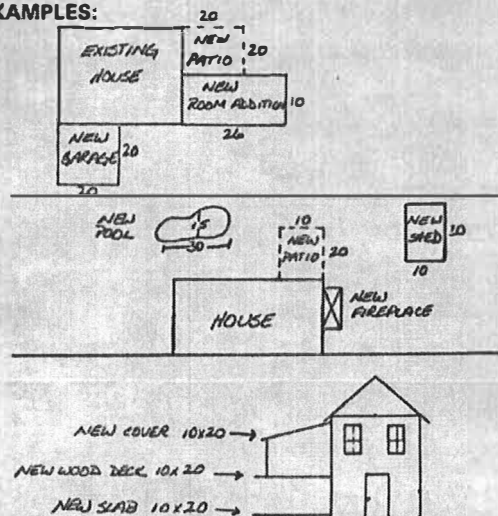 XAMPLES:
20
EXISTING
HOUSE
NEW
PATIO
20
NEW
ROOM ADDITION
10
26
NEW
GARAGE
20
20
NEW
POOL
15
30
10
NEW
PATIO
20
NEW
SHED
10
10
HOUSE
NEW
FIREPLACE
NEW COVER 10x20
NEW WOOD DECK 10x20
NEW SLAB 10x20